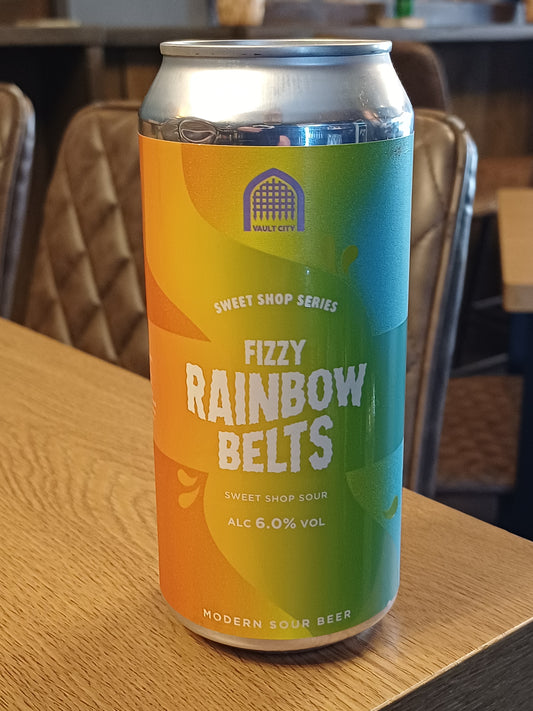 VAULT CITY
SWEET SHOP SERIES
FIZZY
RAINBOW
BELTS
SWEET SHOP SOUR
ALC 6.0% VOL
MODERN SOUR BEER